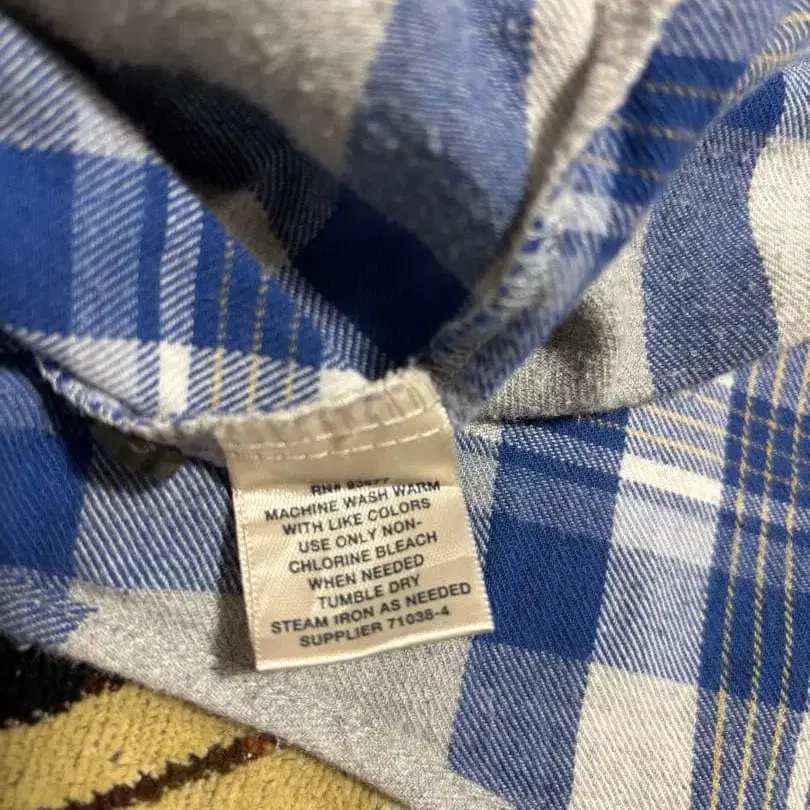 RN#
MACHINE WASH WARM
WITH LIKE COLORS
USE ONLY NON-
CHLORINE BLEACH
WHEN NEEDED
TUMBLE DRY
STEAM IRON AS NEEDED
SUPPLIER 71038-4